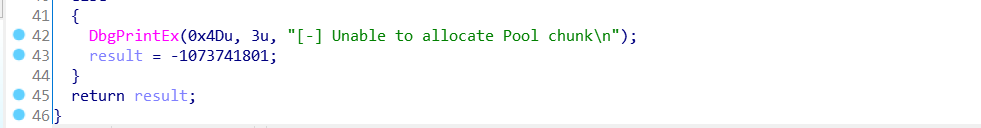 41 {
42 DbgPrintEx(0x4Du, 3u, "[-] Unable to allocate Pool chunk\n");
43 result = -1073741801;
44 }
45 return result;
46 }